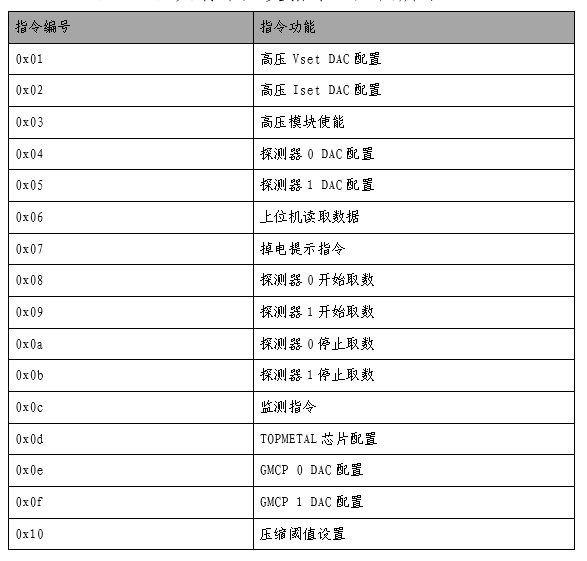 指令编号 指令功能
0x01 高压 Vset DAC 配置
0x02 高压 Iset DAC 配置
0x03 高压模块使能
0x04 探测器 0 DAC 配置
0x05 探测器 1 DAC 配置
0x06 上位机读取数据
0x07 掉电提示指令
0x08 探测器 0 开始取数
0x09 探测器 1 开始取数
0x0a 探测器 0 停止取数
0x0b 探测器 1 停止取数
0x0c 监测指令
0x0d TOPMETAL 芯片配置
0x0e GMCP 0 DAC 配置
0x0f GMCP 1 DAC 配置
0x10 压缩阈值设置